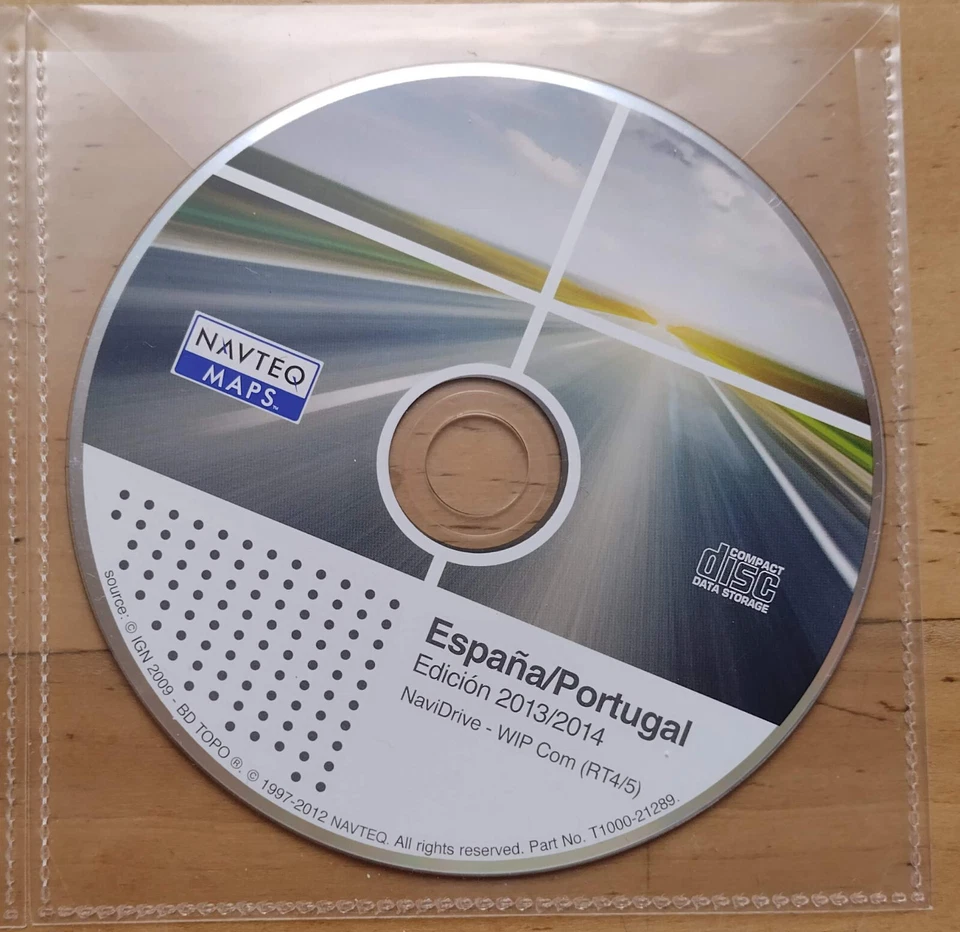 NAVTEQ
MAPS™
COMPACT
disc
DATA STORAGE
España/Portugal
Edición 2013/2014
NaviDrive - WIP Com (RT4/5)
source: © IGN 2009 - BD TOPO ®. © 1997-2012 NAVTEQ. All rights reserved. Part No. T1000-21289.